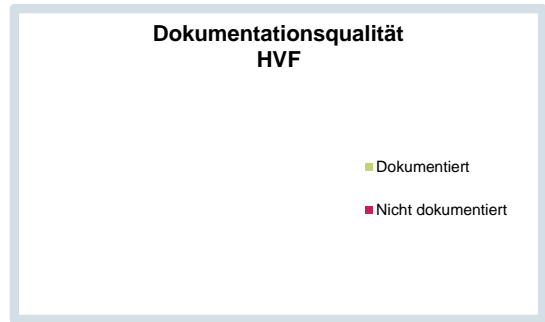 Dokumentationsqualität
HVF
Dokumentiert
Nicht dokumentiert